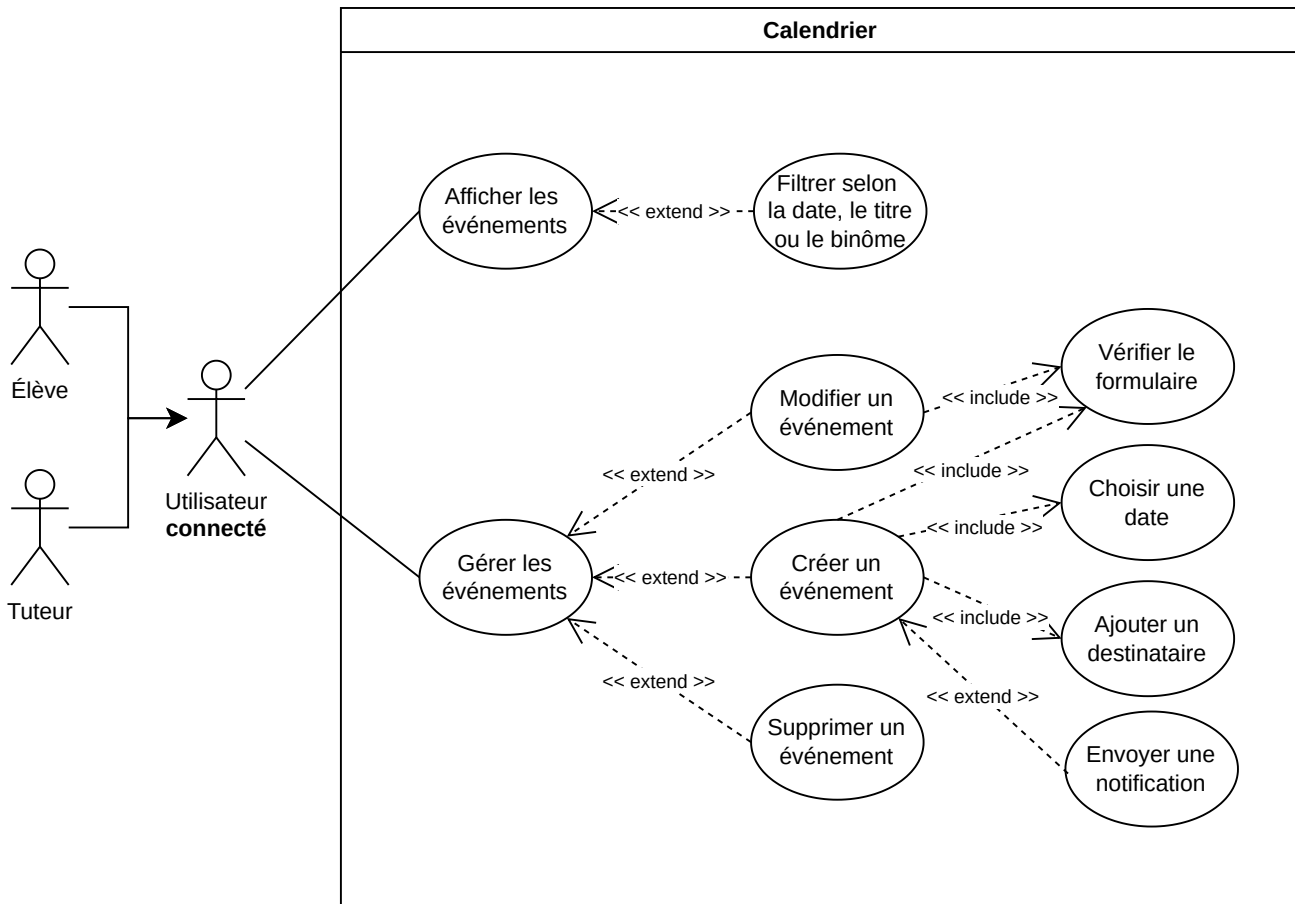 Calendrier
Afficher les
événements
<< extend >>
Filtrer selon
la date, le titre
ou le binôme
Élève
Tuteur
Utilisateur
connecté
Modifier un
événement
<< include >>
Vérifier le
formulaire
<< extend >>
<< include >>
Choisir une
date
<< include >>
Gérer les
événements
<< extend >>
Créer un
événement
<< include >>
Ajouter un
destinataire
<< extend >>
<< extend >>
Supprimer un
événement
Envoyer une
notification